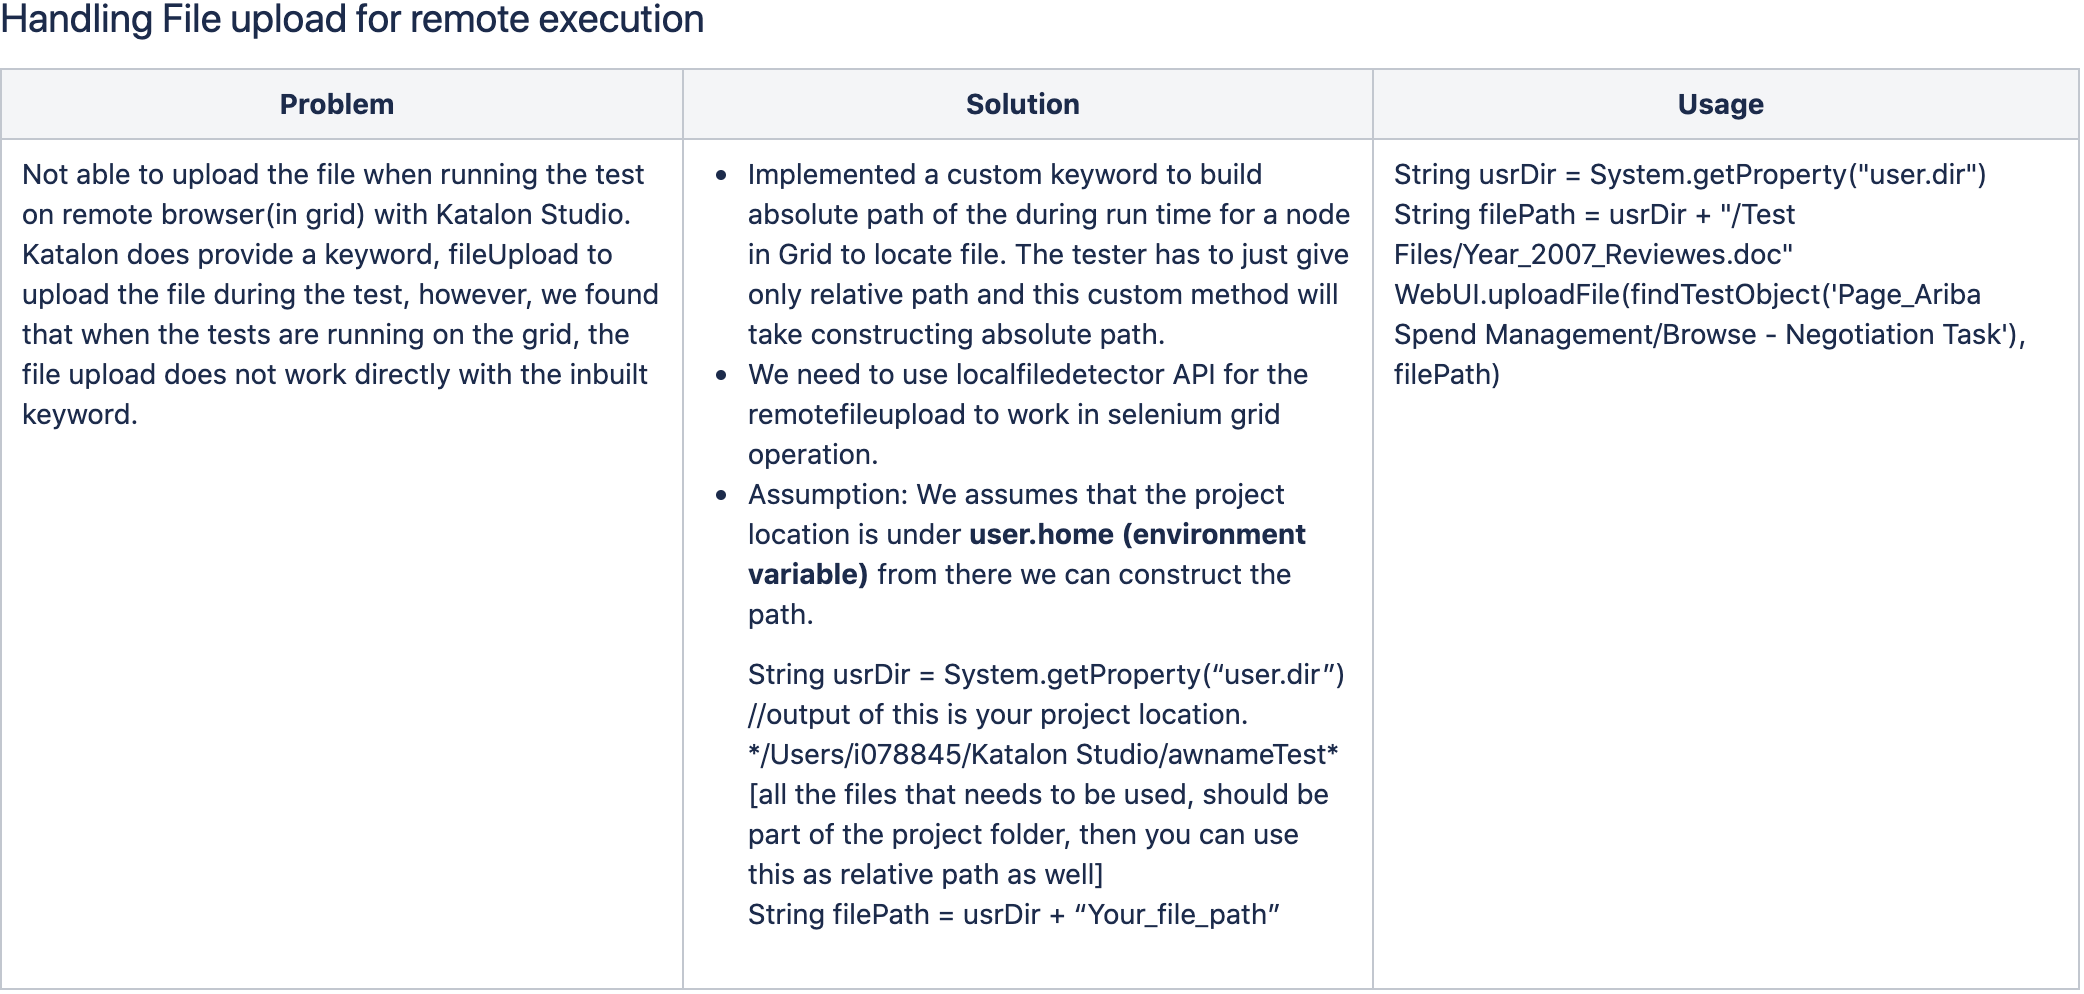 Handling File upload for remote execution
Problem
Solution
Usage
Not able to upload the file when running the test
on remote browser(in grid) with Katalon Studio.
Katalon does provide a keyword, fileUpload to
upload the file during the test, however, we found
that when the tests are running on the grid, the
file upload does not work directly with the inbuilt
keyword.
• Implemented a custom keyword to build
absolute path of the during run time for a node
in Grid to locate file. The tester has to just give
only relative path and this custom method will
take constructing absolute path.
• We need to use localfiledetector API for the
remotefileupload to work in selenium grid
operation.
• Assumption: We assumes that the project
location is under user.home (environment
variable) from there we can construct the
path.
String usrDir = System.getProperty(“user.dir”)
//output of this is your project location.
*/Users/i078845/Katalon Studio/awnameTest*
[all the files that needs to be used, should be
part of the project folder, then you can use
this as relative path as well]
String filePath = usrDir + “Your_file_path”
String usrDir = System.getProperty("user.dir")
String filePath = usrDir + "/Test
Files/Year_2007_Reviewes.doc"
WebUI.uploadFile(findTestObject('Page_Ariba
Spend Management/Browse - Negotiation Task'),
filePath)